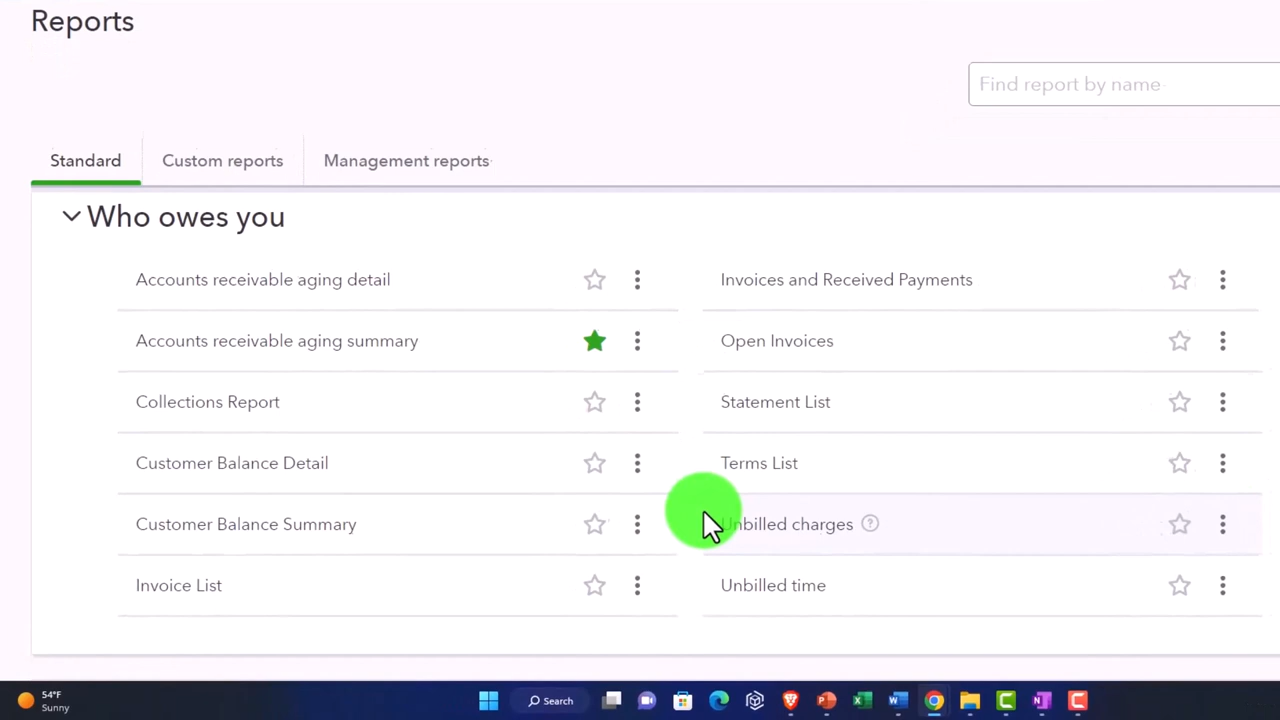 Reports
Find report by name
Standard
Custom reports
Management reports
Who owes you
Accounts receivable aging detail
Accounts receivable aging summary
Collections Report
Customer Balance Detail
Customer Balance Summary
Invoice List
Invoices and Received Payments
Open Invoices
Statement List
Terms List
Unbilled charges
Unbilled time
54°F
Sunny
Search